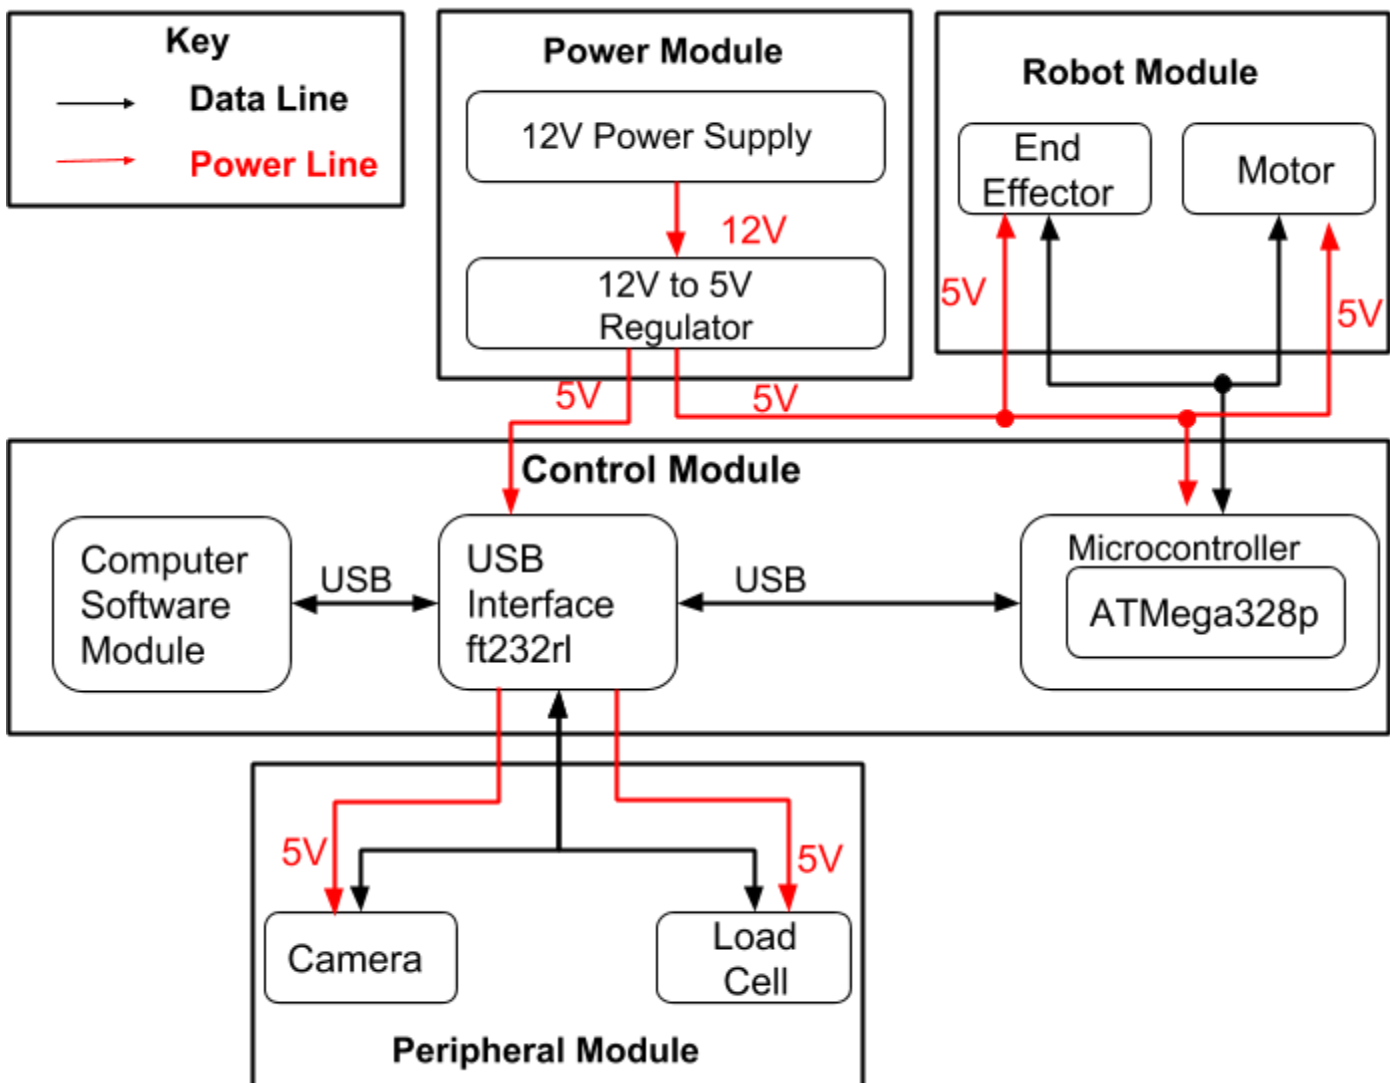 Key
Data Line
Power Line
Power Module
12V Power Supply
12V
12V to 5V
Regulator
5V
5V
Robot Module
End
Effector
Motor
5V
5V
Control Module
Computer
Software
Module
USB
USB
Interface
ft232rl
USB
Microcontroller
ATMega328p
5V
5V
Camera
Load
Cell
Peripheral Module